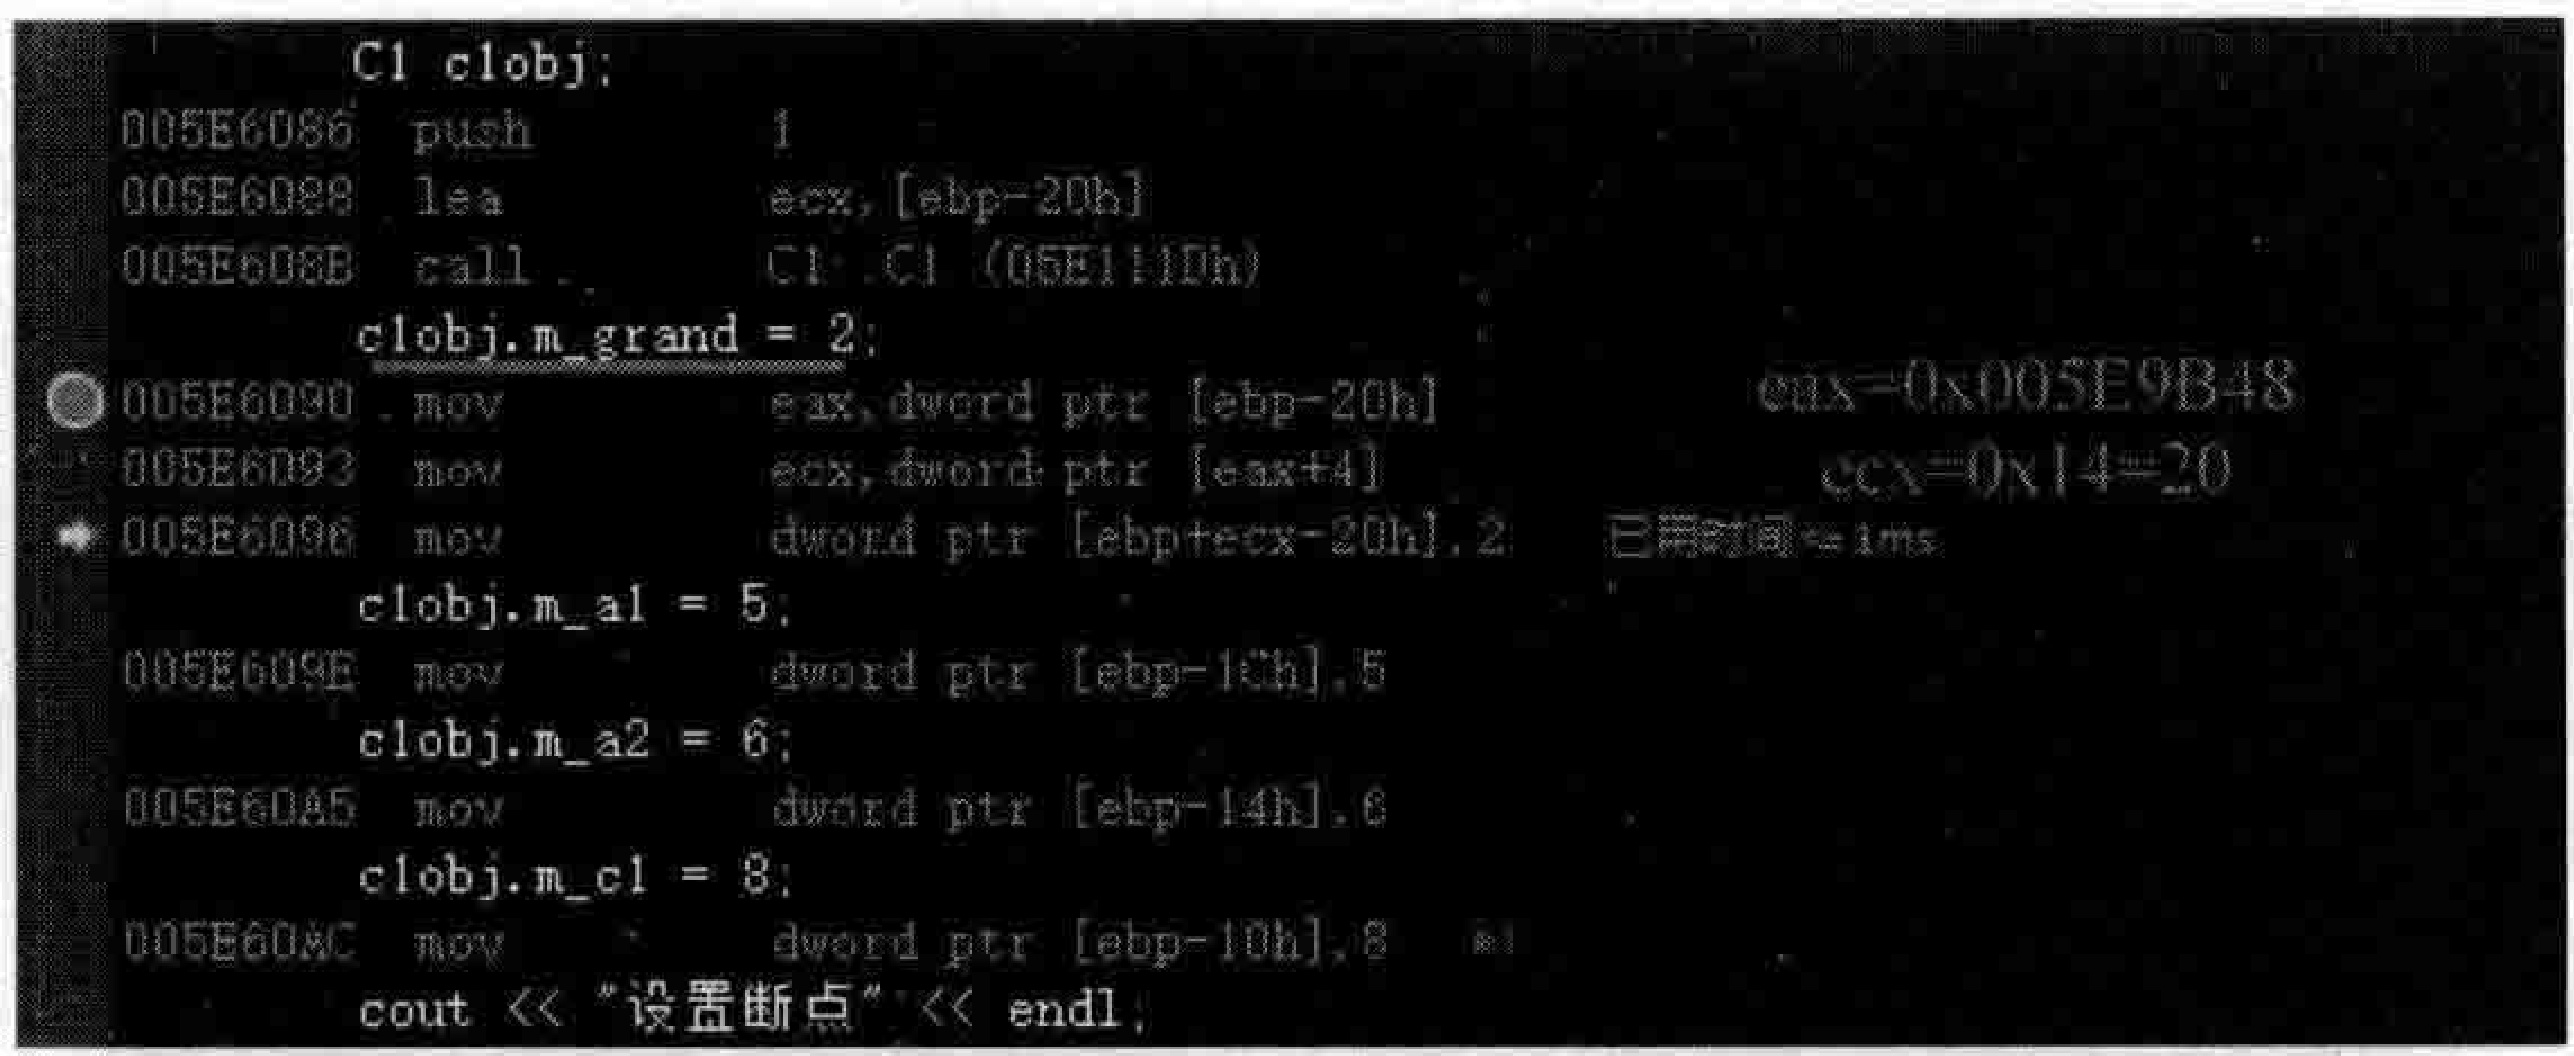 C1 c1obj;
005E6086 push 1
005E6088 lea ecx,[ebp-20h]
005E608B call C1::C1 (05E111Dh)
c1obj.m_grand = 2;
005E6090 mov eax,dword ptr [ebp-20h] eax=0x005E9B48
005E6093 mov ecx,dword ptr [eax+4] ecx=0x14=20
005E6096 mov dword ptr [ebp+ecx-20h],2 已用时间<=1ms
c1obj.m_a1 = 5;
005E609E mov dword ptr [ebp-1Ch],5
c1obj.m_a2 = 6;
005E60A5 mov dword ptr [ebp-14h],6
c1obj.m_c1 = 8;
005E60AC mov dword ptr [ebp-10h],8
cout << "设置断点" << endl;